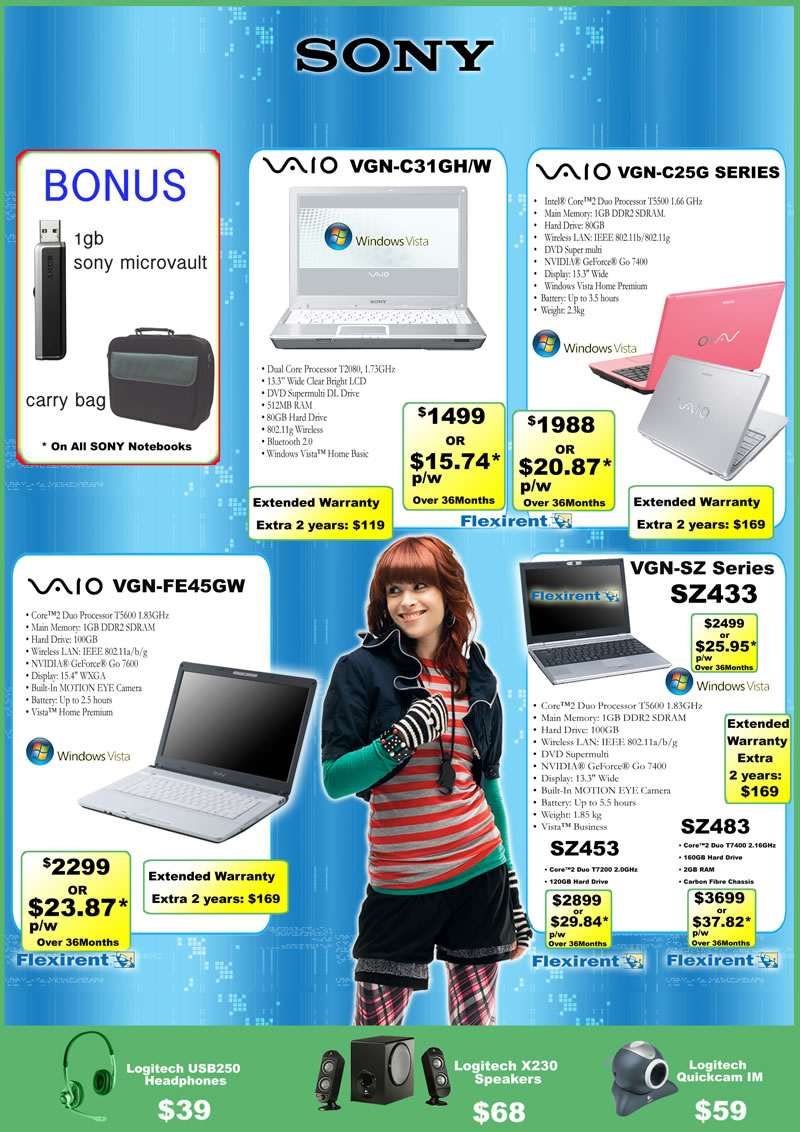 SONY
BONUS
1gb
sony microvault
SONY
carry bag
* On All SONY Notebooks
VAIO VGN-C31GH/W
Windows Vista
VAIO
SONY
• Dual Core Processor T2080, 1.73GHz
• 13.3" Wide Clear Bright LCD
• DVD Supermulti DL Drive
• 512MB RAM
• 80GB Hard Drive
• 802.11g Wireless
• Bluetooth 2.0
• Windows Vista™ Home Basic
$1499
OR
$15.74*
p/w
Over 36Months
Extended Warranty
Extra 2 years: $119
Flexirent
VAIO VGN-C25G SERIES
• Intel® Core™2 Duo Processor T5500 1.66 GHz
• Main Memory: 1GB DDR2 SDRAM.
• Hard Drive: 80GB
• Wireless LAN: IEEE 802.11b/802.11g
• DVD Super multi
• NVIDIA® GeForce® Go 7400
• Display: 13.3" Wide
• Windows Vista Home Premium
• Battery: Up to 3.5 hours
• Weight: 2.3kg
Windows Vista
VAIO
VAIO
$1988
OR
$20.87*
p/w
Over 36Months
Extended Warranty
Extra 2 years: $169
VAIO VGN-FE45GW
• Core™2 Duo Processor T5600 1.83GHz
• Main Memory: 1GB DDR2 SDRAM
• Hard Drive: 100GB
• Wireless LAN: IEEE 802.11a/b/g
• NVIDIA® GeForce® Go 7600
• Display: 15.4" WXGA
• Built-In MOTION EYE Camera
• Battery: Up to 2.5 hours
• Vista™ Home Premium
Windows Vista
VAIO
$2299
OR
$23.87*
p/w
Over 36Months
Extended Warranty
Extra 2 years: $169
Flexirent
VGN-SZ Series
SZ433
Flexirent
$2499
or
$25.95*
p/w
Over 36Months
Windows Vista
• Core™2 Duo Processor T5600 1.83GHz
• Main Memory: 1GB DDR2 SDRAM
• Hard Drive: 100GB
• Wireless LAN: IEEE 802.11a/b/g
• DVD Supermulti
• NVIDIA® GeForce® Go 7400
• Display: 13.3" Wide
• Built-In MOTION EYE Camera
• Battery: Up to 5.5 hours
• Weight: 1.85 kg
• Vista™ Business
Extended
Warranty
Extra
2 years:
$169
SZ453
• Core™2 Duo T7200 2.0GHz
• 120GB Hard Drive
$2899
or
$29.84*
p/w
Over 36Months
Flexirent
SZ483
• Core™2 Duo T7400 2.16GHz
• 160GB Hard Drive
• 2GB RAM
• Carbon Fibre Chassis
$3699
or
$37.82*
p/w
Over 36Months
Flexirent
Logitech USB250
Headphones
$39
Logitech X230
Speakers
$68
Logitech
Quickcam IM
$59